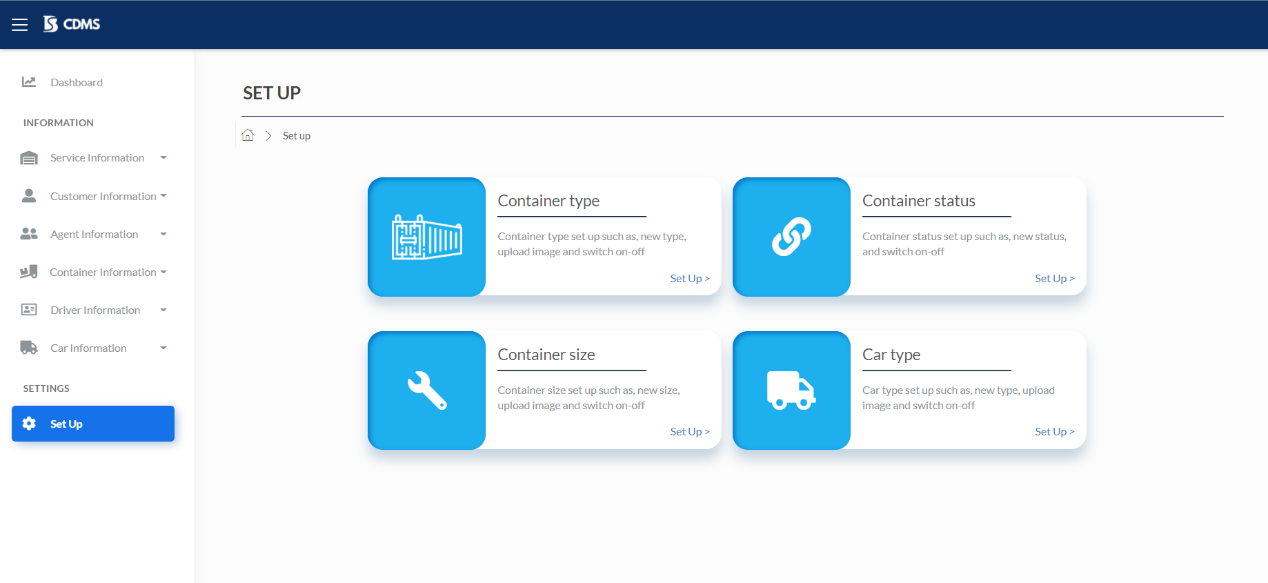 CDMS
Dashboard
INFORMATION
Service Information
Customer Information
Agent Information
Container Information
Driver Information
Car Information
SETTINGS
Set Up
SET UP
Set up
Container type
Container type set up such as, new type,
upload image and switch on-off
Set Up >
Container status
Container status set up such as, new status,
and switch on-off
Set Up >
Container size
Container size set up such as, new size,
upload image and switch on-off
Set Up >
Car type
Car type set up such as, new type, upload
image and switch on-off
Set Up >